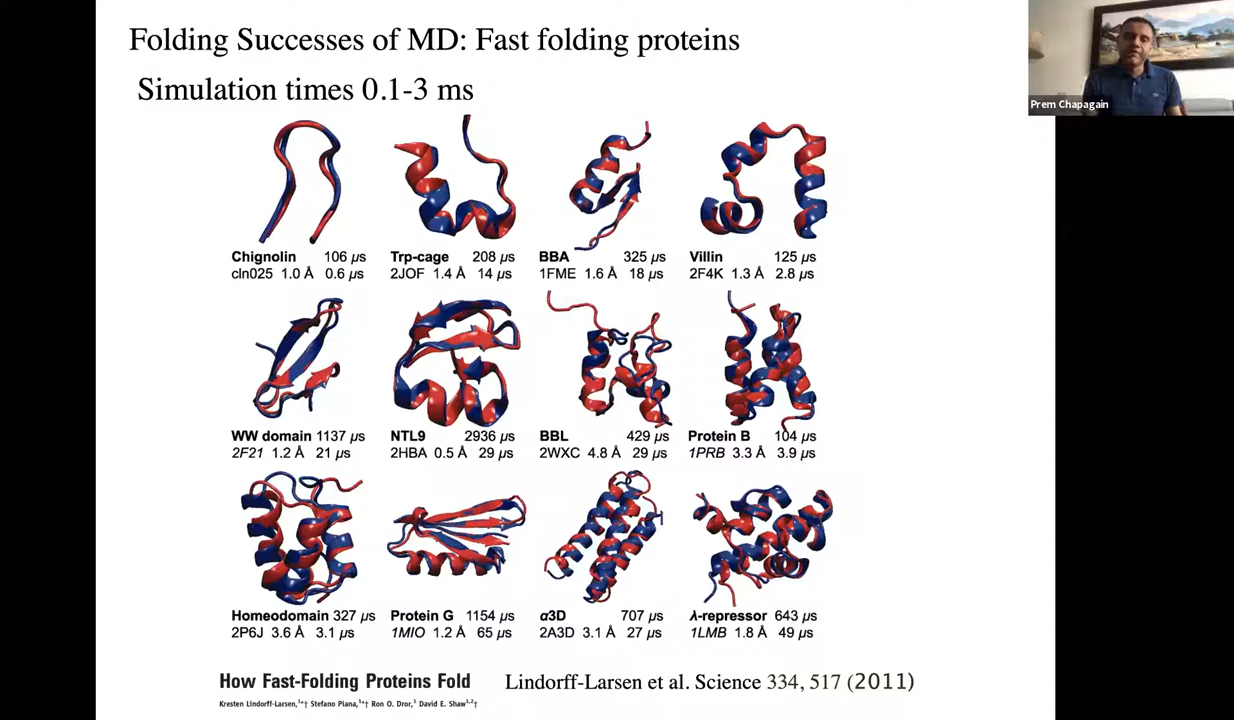 Folding Successes of MD: Fast folding proteins
Simulation times 0.1-3 ms
Prem Chapagain
Chignolin 106 µs
cln025 1.0 Å 0.6 µs
Trp-cage 208 µs
2JOF 1.4 Å 14 µs
BBA 325 µs
1FME 1.6 Å 18 µs
Villin 125 µs
2F4K 1.3 Å 2.8 µs
WW domain 1137 µs
2F21 1.2 Å 21 µs
NTL9 2936 µs
2HBA 0.5 Å 29 µs
BBL 429 µs
2WXC 4.8 Å 29 µs
Protein B 104 µs
1PRB 3.3 Å 3.9 µs
Homeodomain 327 µs
2P6J 3.6 Å 3.1 µs
Protein G 1154 µs
1MIO 1.2 Å 65 µs
α3D 707 µs
2A3D 3.1 Å 27 µs
λ-repressor 643 µs
1LMB 1.8 Å 49 µs
How Fast-Folding Proteins Fold
Lindorff-Larsen et al. Science 334, 517 (2011)
Kresten Lindorff-Larsen,¹*† Stefano Piana,¹*† Ron O. Dror,¹ David E. Shaw¹,²†